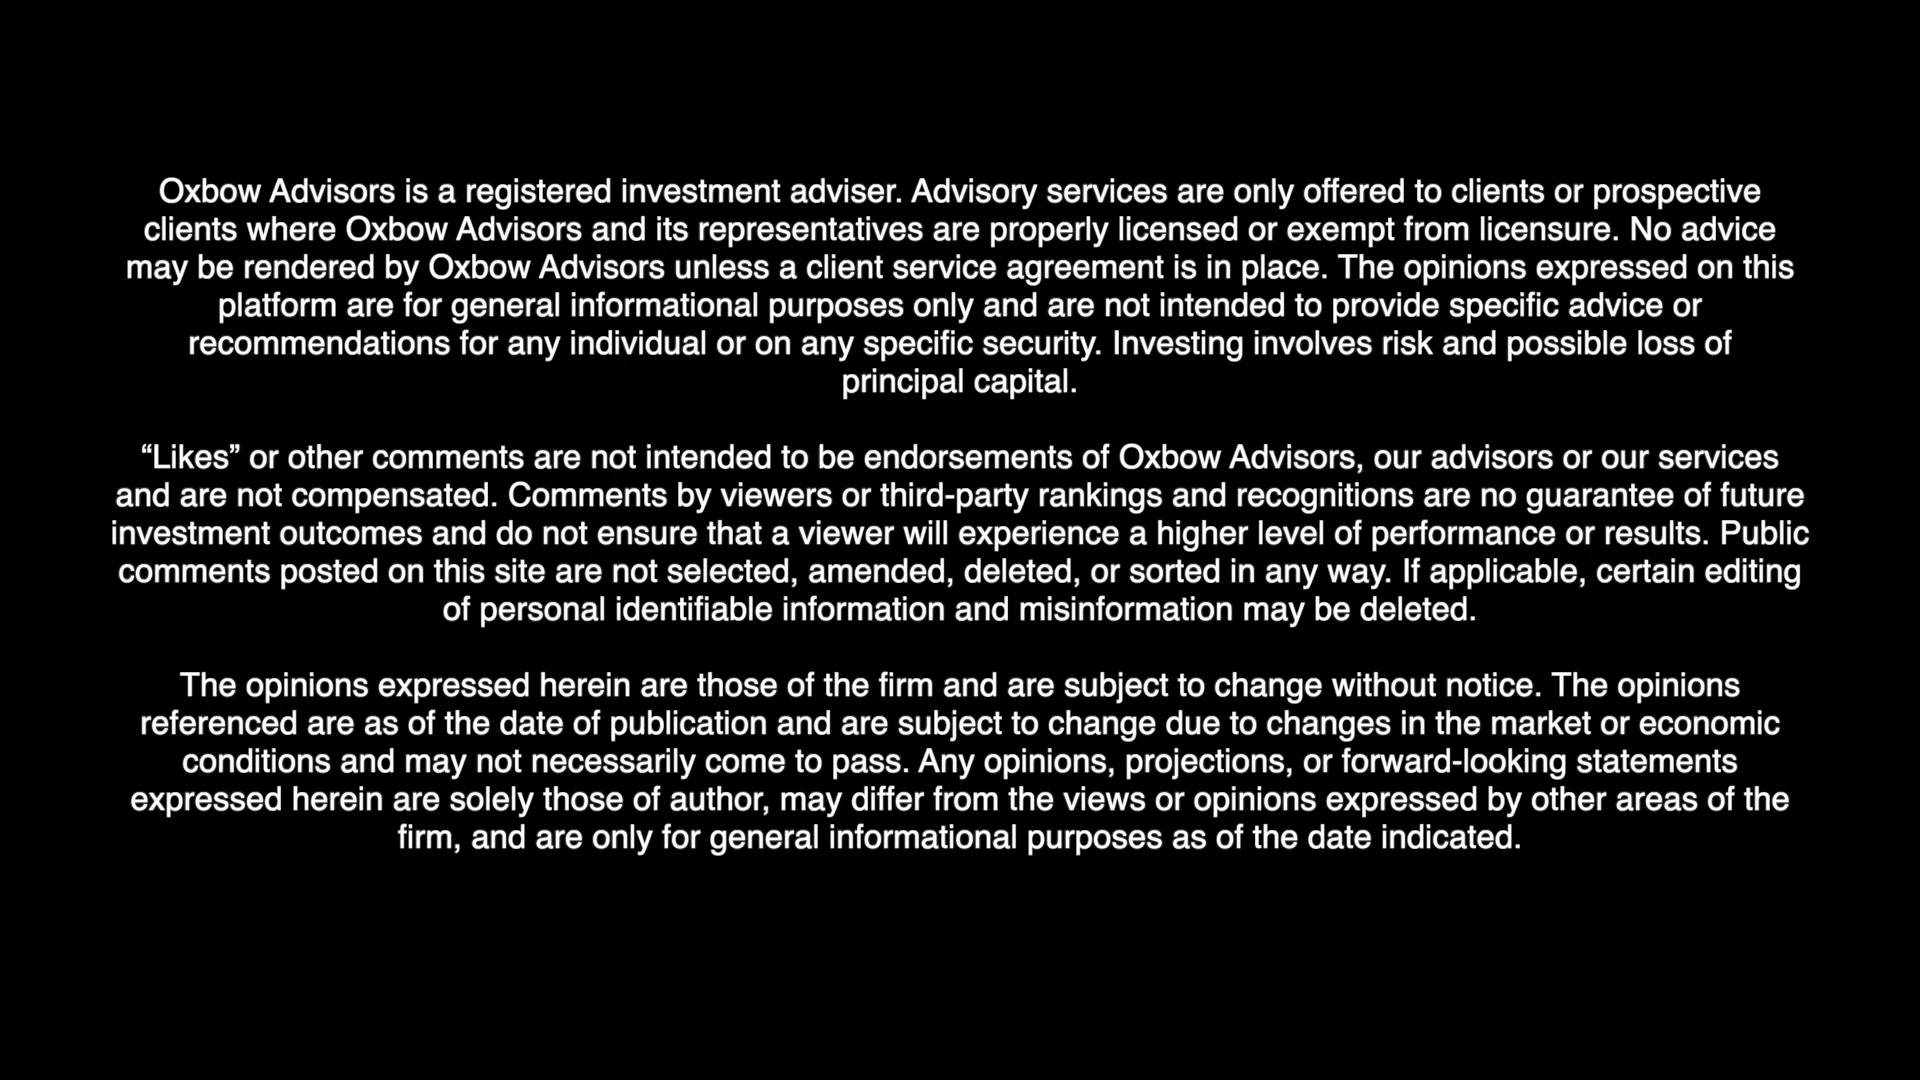 Oxbow Advisors is a registered investment adviser. Advisory services are only offered to clients or prospective
clients where Oxbow Advisors and its representatives are properly licensed or exempt from licensure. No advice
may be rendered by Oxbow Advisors unless a client service agreement is in place. The opinions expressed on this
platform are for general informational purposes only and are not intended to provide specific advice or
recommendations for any individual or on any specific security. Investing involves risk and possible loss of
principal capital.
“Likes” or other comments are not intended to be endorsements of Oxbow Advisors, our advisors or our services
and are not compensated. Comments by viewers or third-party rankings and recognitions are no guarantee of future
investment outcomes and do not ensure that a viewer will experience a higher level of performance or results. Public
comments posted on this site are not selected, amended, deleted, or sorted in any way. If applicable, certain editing
of personal identifiable information and misinformation may be deleted.
The opinions expressed herein are those of the firm and are subject to change without notice. The opinions
referenced are as of the date of publication and are subject to change due to changes in the market or economic
conditions and may not necessarily come to pass. Any opinions, projections, or forward-looking statements
expressed herein are solely those of author, may differ from the views or opinions expressed by other areas of the
firm, and are only for general informational purposes as of the date indicated.